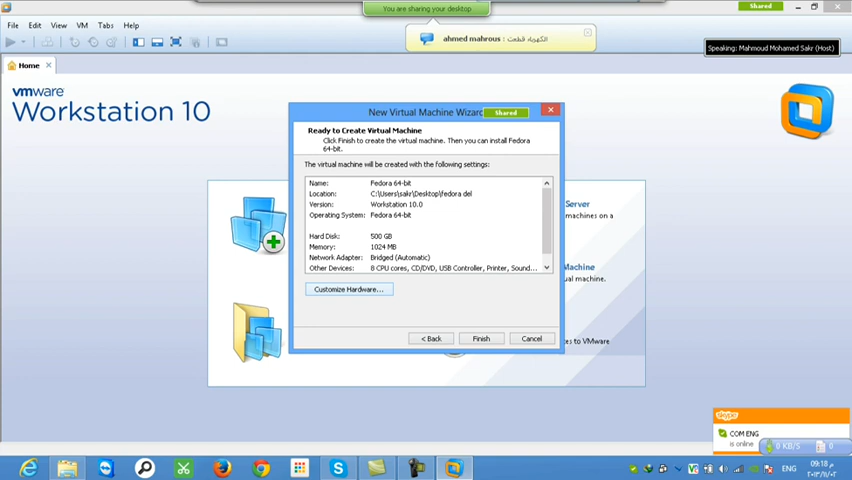 You are sharing your desktop
Shared
File Edit View VM Tabs Help
ahmed mahrous : الكهرباء قطعت
Speaking: Mahmoud Mohamed Sakr (Host)
Home
vmware
Workstation 10
New Virtual Machine Wizard
Shared
Ready to Create Virtual Machine
Click Finish to create the virtual machine. Then you can install Fedora
64-bit.
The virtual machine will be created with the following settings:
Name: Fedora 64-bit
Location: C:\Users\sakr\Desktop\fedora del
Version: Workstation 10.0
Operating System: Fedora 64-bit
Hard Disk: 500 GB
Memory: 1024 MB
Network Adapter: Bridged (Automatic)
Other Devices: 8 CPU cores, CD/DVD, USB Controller, Printer, Sound...
Customize Hardware...
< Back Finish Cancel
Server
machines on a
Machine
ual machine.
es to VMware
skype
COM ENG
is online
0 KB/S 0
ENG
09:18 م